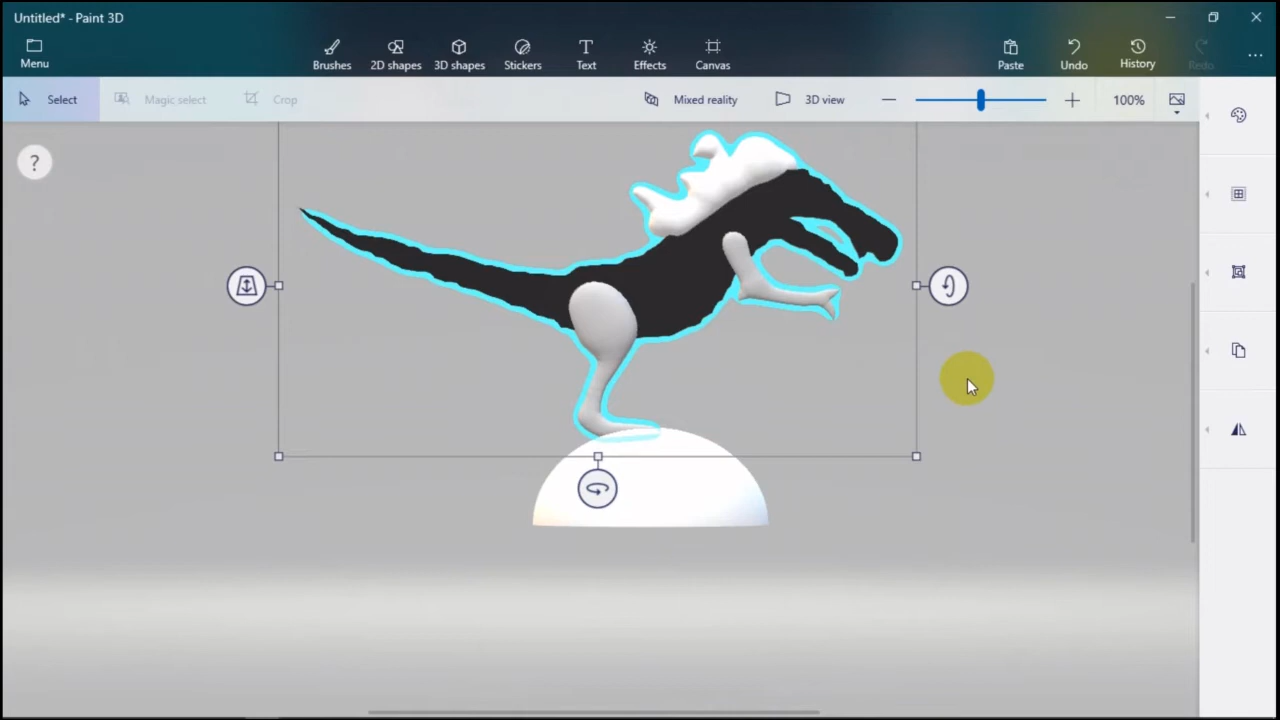 Untitled* - Paint 3D
Menu
Brushes
2D shapes
3D shapes
Stickers
Text
Effects
Canvas
Paste
Undo
History
Redo
Select
Magic select
Crop
Mixed reality
3D view
100%
?